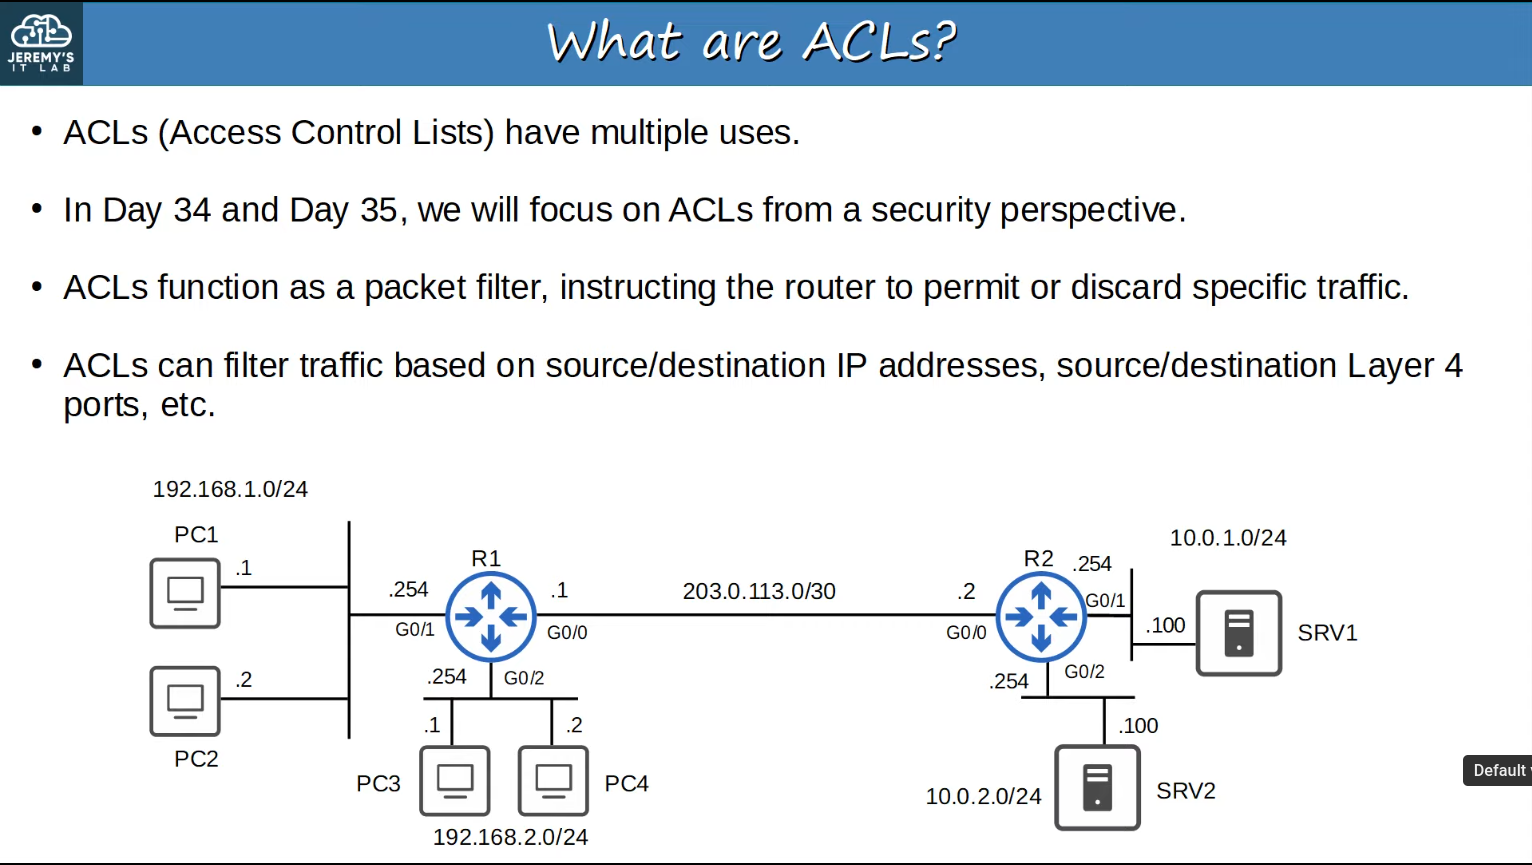 JEREMY'S
IT LAB
What are ACLs?
• ACLs (Access Control Lists) have multiple uses.
• In Day 34 and Day 35, we will focus on ACLs from a security perspective.
• ACLs function as a packet filter, instructing the router to permit or discard specific traffic.
• ACLs can filter traffic based on source/destination IP addresses, source/destination Layer 4
ports, etc.
192.168.1.0/24
PC1
.1
.2
PC2
.254
G0/1
R1
.1
G0/0
.254
G0/2
.1
.2
PC3
PC4
192.168.2.0/24
203.0.113.0/30
.2
G0/0
R2
.254
G0/1
10.0.1.0/24
.100
SRV1
.254
G0/2
.100
10.0.2.0/24
SRV2
Default